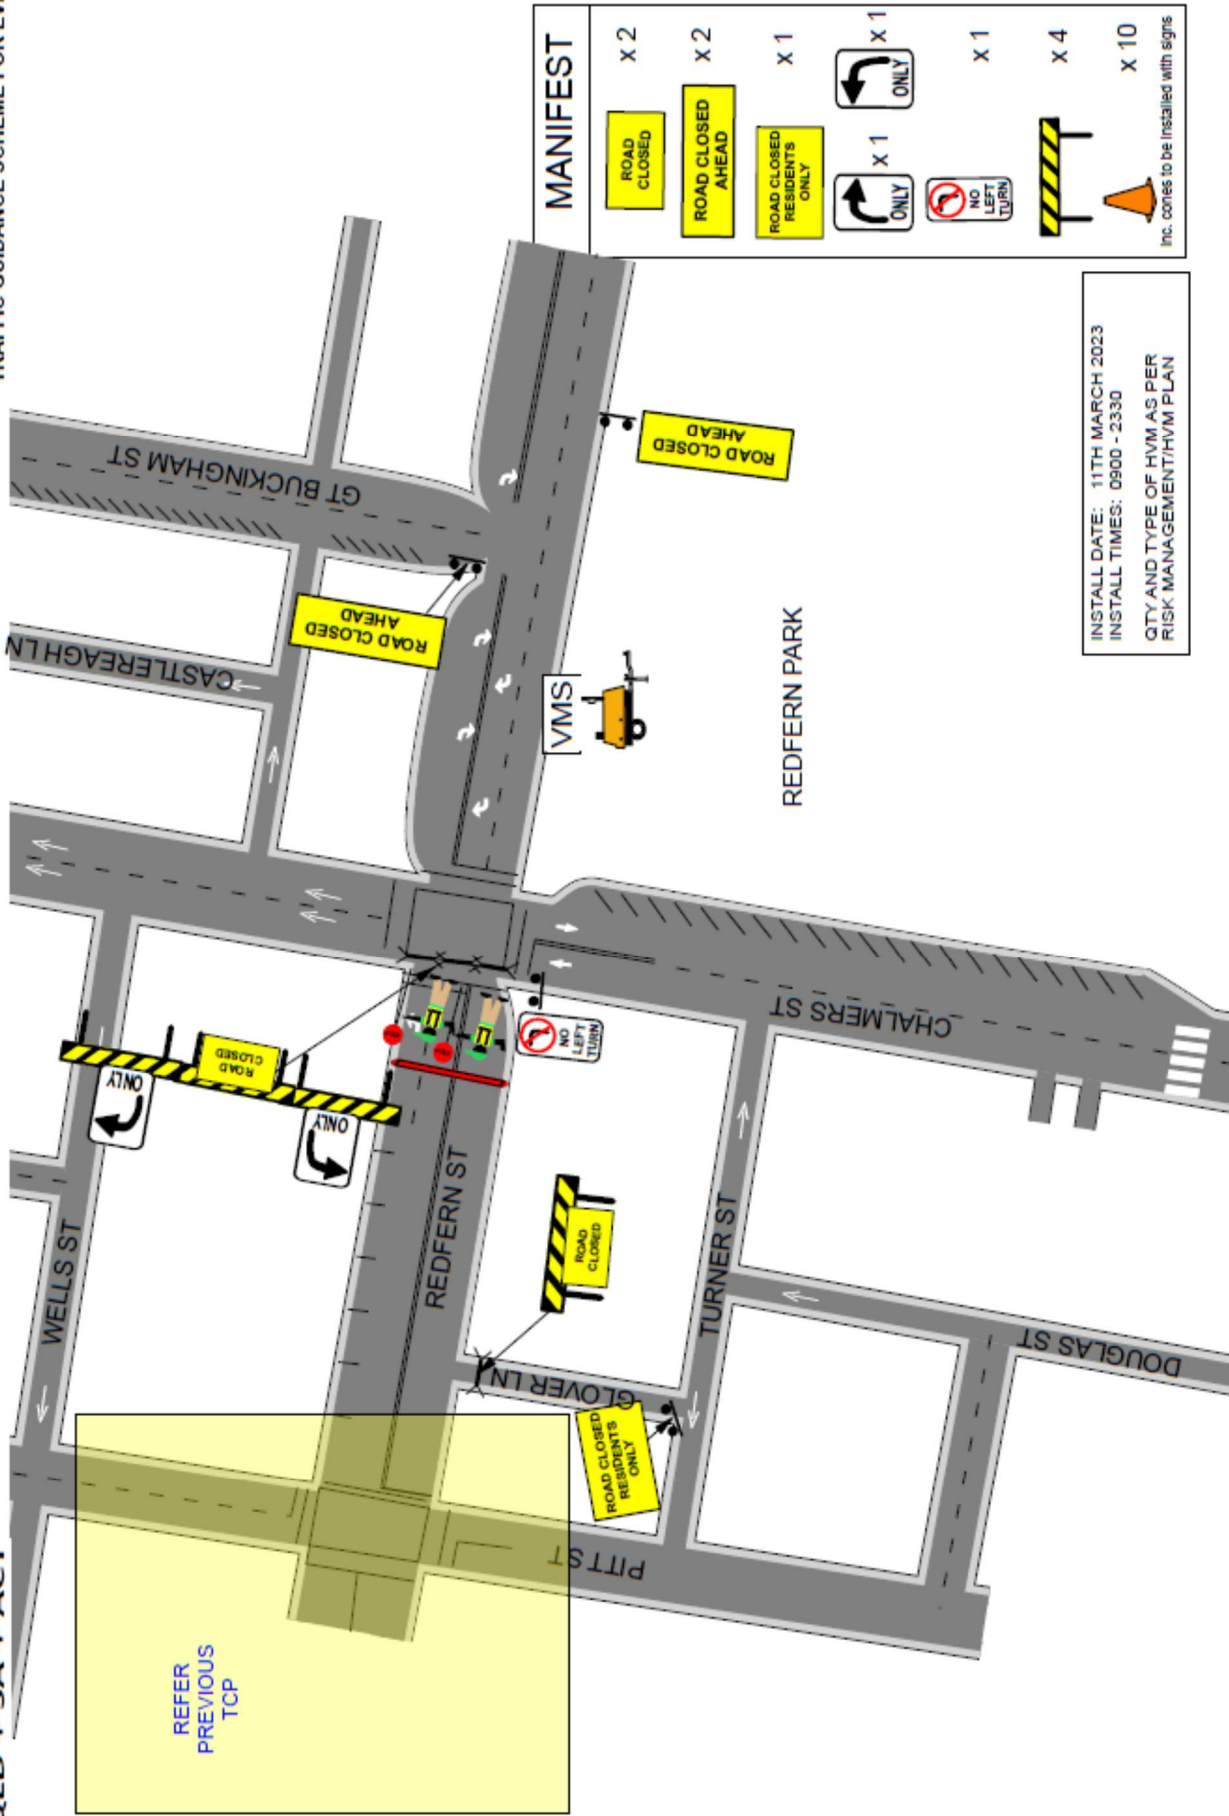 MANIFEST
ROAD
CLOSED
x 2
ROAD CLOSED
AHEAD
x 2
ROAD CLOSED
RESIDENTS
ONLY
x 1
ONLY
x 1
ONLY
x 1
NO
LEFT
TURN
x 1
x 4
x 10
Inc. cones to be installed with signs
INSTALL DATE: 11TH MARCH 2023
INSTALL TIMES: 0900 - 2330
QTY AND TYPE OF HVM AS PER
RISK MANAGEMENT/HVM PLAN
REFER
PREVIOUS
TCP
WELLS ST
ONLY
ROAD
CLOSED
ONLY
CASTLEREAGH LN
GT BUCKINGHAM ST
ROAD CLOSED
AHEAD
REDFERN ST
VMS
ROAD CLOSED
AHEAD
NO
LEFT
TURN
ROAD
CLOSED
GLOVER LN
ROAD CLOSED
RESIDENTS
ONLY
PITT ST
TURNER ST
CHALMERS ST
REDFERN PARK
DOUGLAS ST